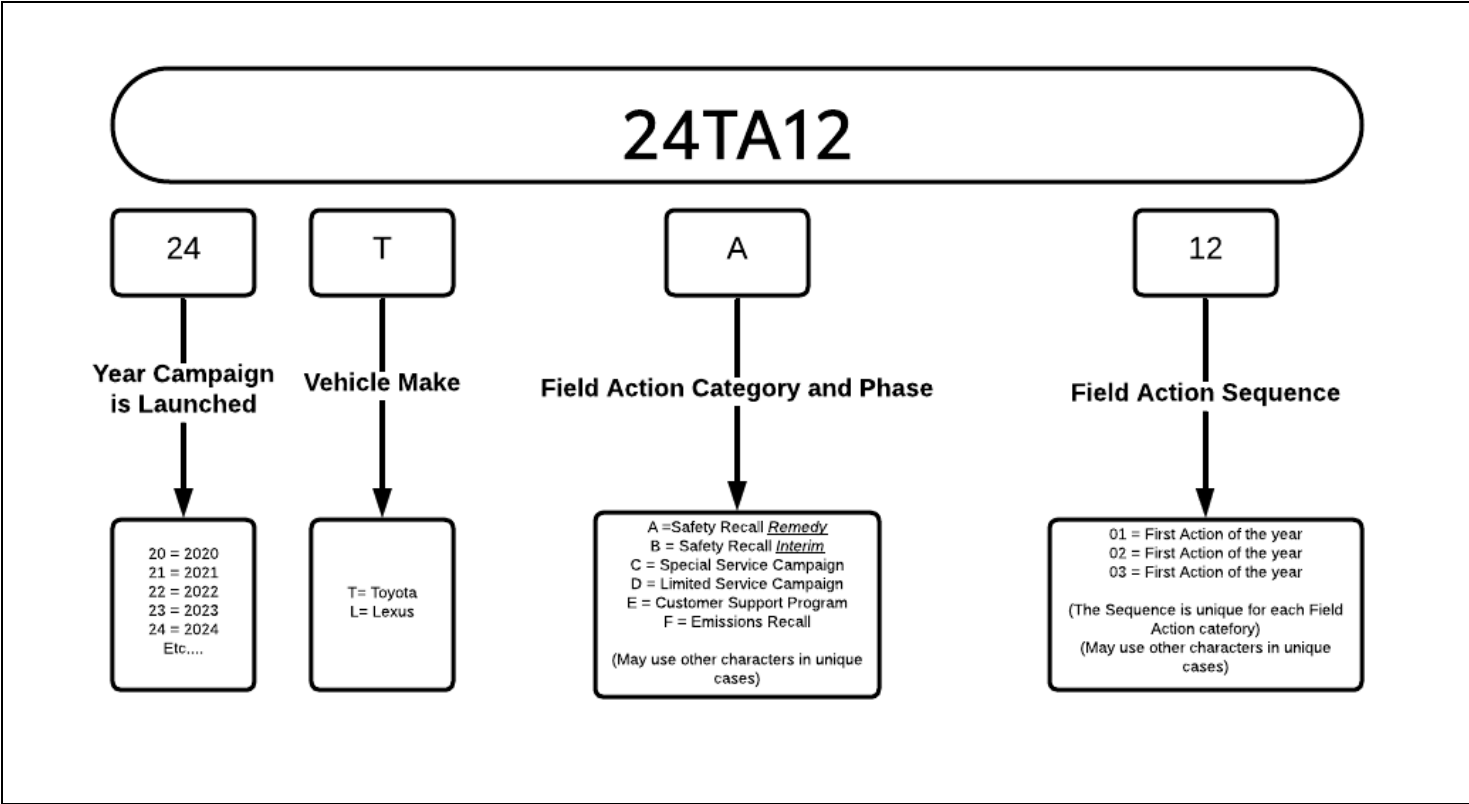 24TA12
24
T
A
12
Year Campaign
is Launched
Vehicle Make
Field Action Category and Phase
Field Action Sequence
20 = 2020
21 = 2021
22 = 2022
23 = 2023
24 = 2024
Etc....
T= Toyota
L= Lexus
A =Safety Recall Remedy
B = Safety Recall Interim
C = Special Service Campaign
D = Limited Service Campaign
E = Customer Support Program
F = Emissions Recall
(May use other characters in unique
cases)
01 = First Action of the year
02 = First Action of the year
03 = First Action of the year
(The Sequence is unique for each Field
Action catefory)
(May use other characters in unique
cases)